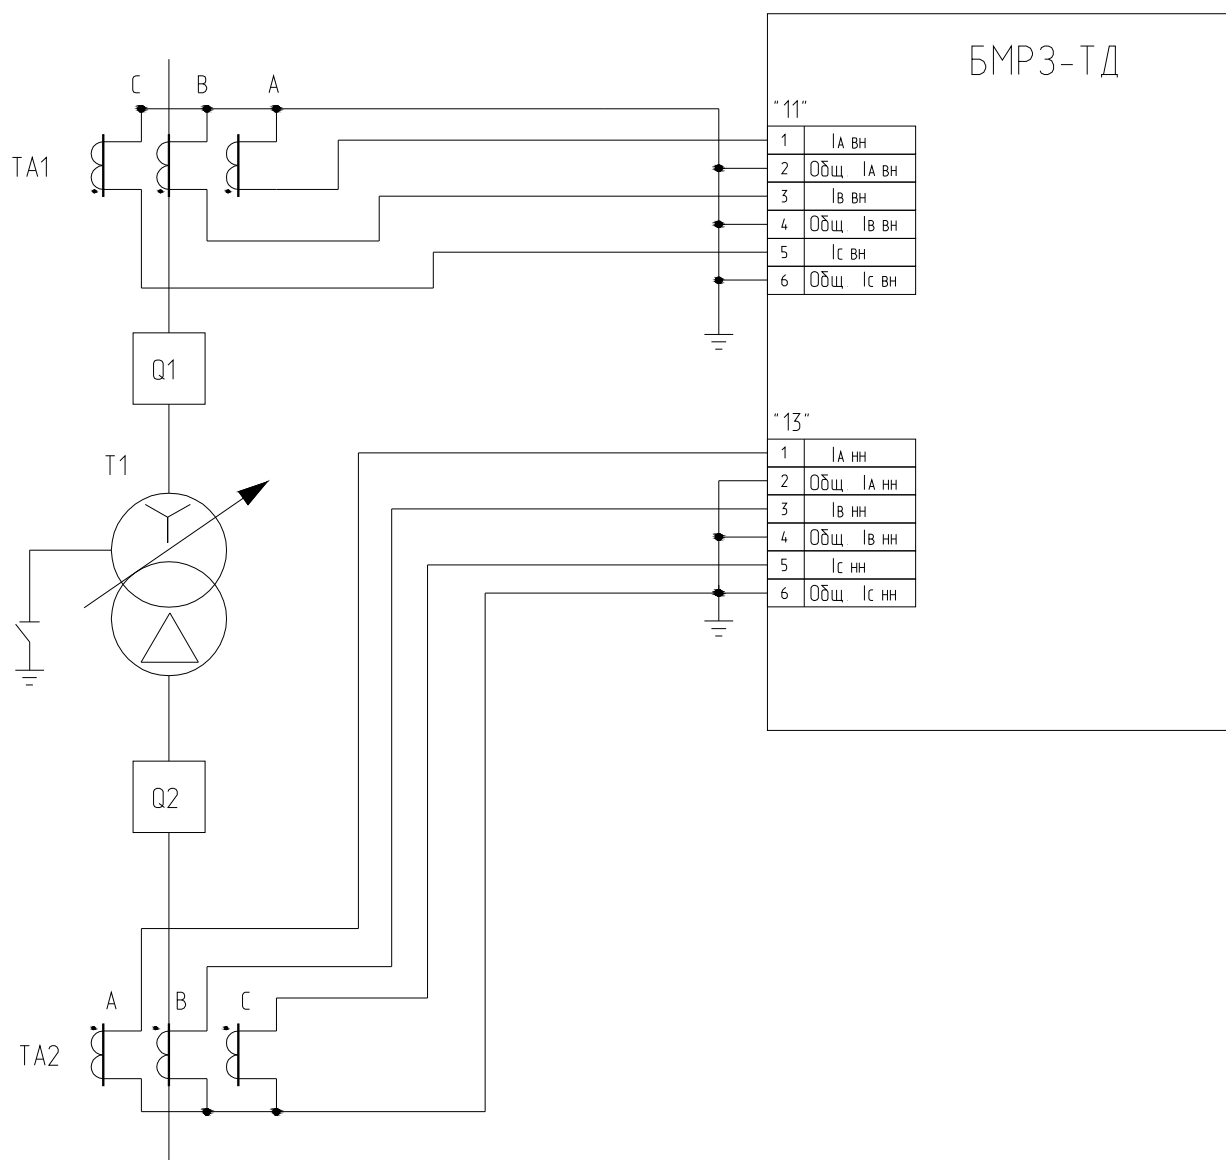 БМРЗ-ТД
C B A
"11"
TA1
1 IA ВН
2 Общ. IA ВН
3 IB ВН
4 Общ. IB ВН
5 IC ВН
6 Общ. IC ВН
Q1
"13"
T1
1 IA НН
2 Общ. IA НН
3 IB НН
4 Общ. IB НН
5 IC НН
6 Общ. IC НН
Q2
A B C
TA2